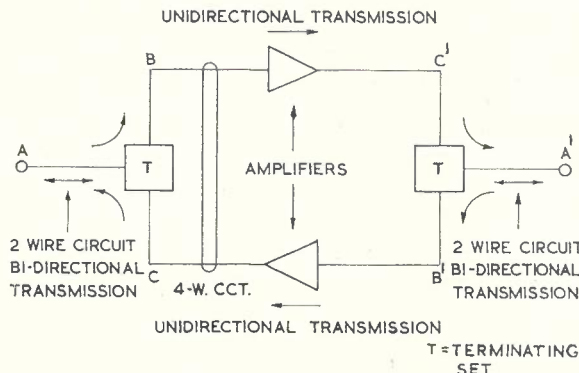 UNIDIRECTIONAL TRANSMISSION
B
C'
A
T
AMPLIFIERS
T
A'
2 WIRE CIRCUIT
BI-DIRECTIONAL
TRANSMISSION
C
4-W. CCT.
B'
2 WIRE CIRCUIT
BI-DIRECTIONAL
TRANSMISSION
UNIDIRECTIONAL TRANSMISSION
T=TERMINATING
SET